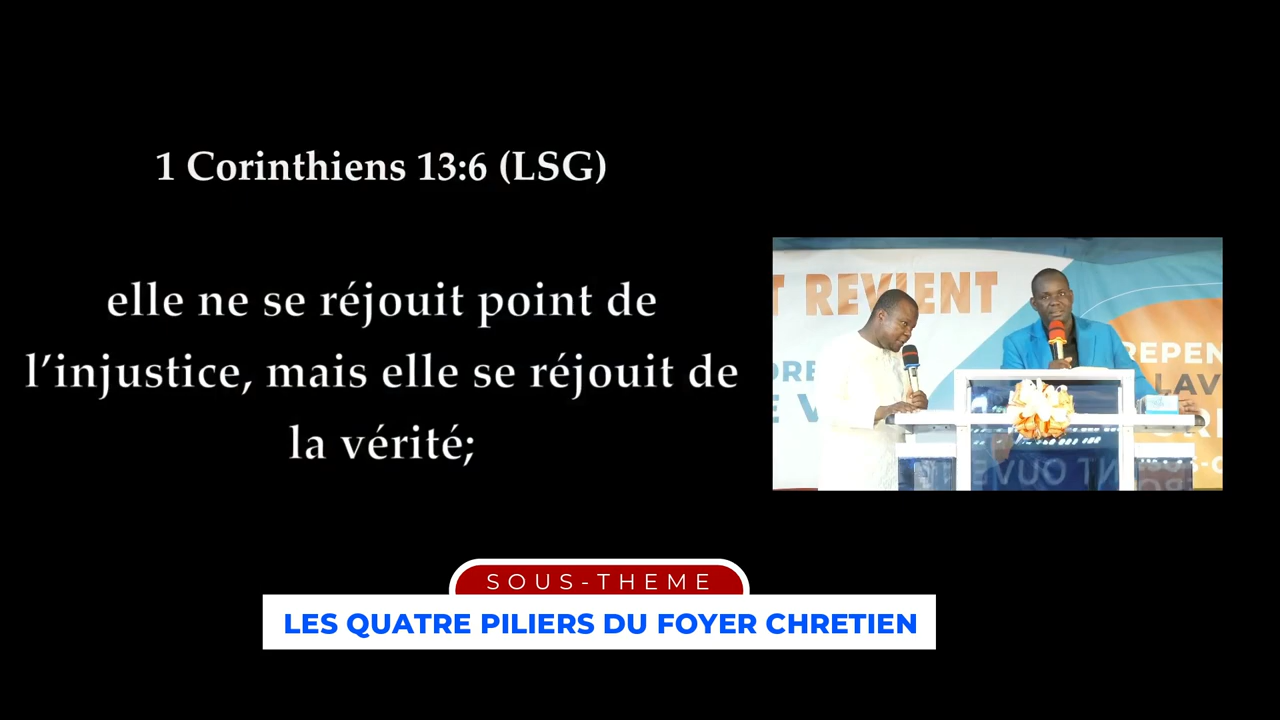 1 Corinthiens 13:6 (LSG)
elle ne se réjouit point de
l’injustice, mais elle se réjouit de
la vérité;
REVIENT
SOUS-THEME
LES QUATRE PILIERS DU FOYER CHRETIEN